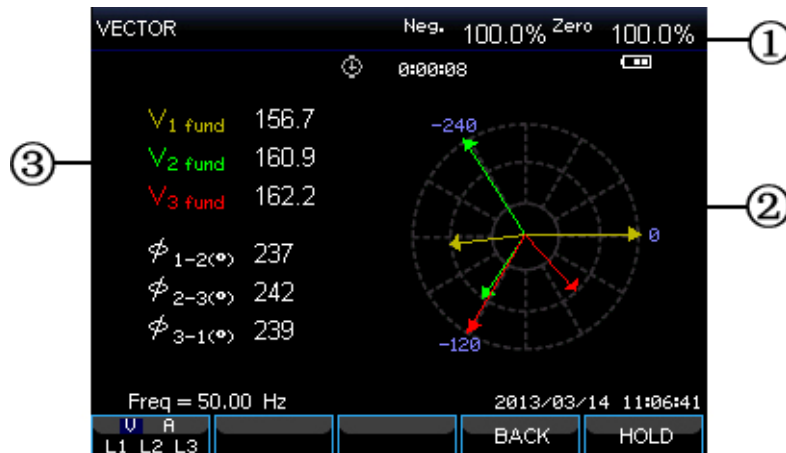 VECTOR Neg. 100.0% Zero 100.0%
①
0:00:08
V1 fund 156.7
V2 fund 160.9
V3 fund 162.2
③
②
-240
0
-120
ϕ1-2(°) 237
ϕ2-3(°) 242
ϕ3-1(°) 239
Freq = 50.00 Hz
2013/03/14 11:06:41
V A
L1 L2 L3
BACK
HOLD